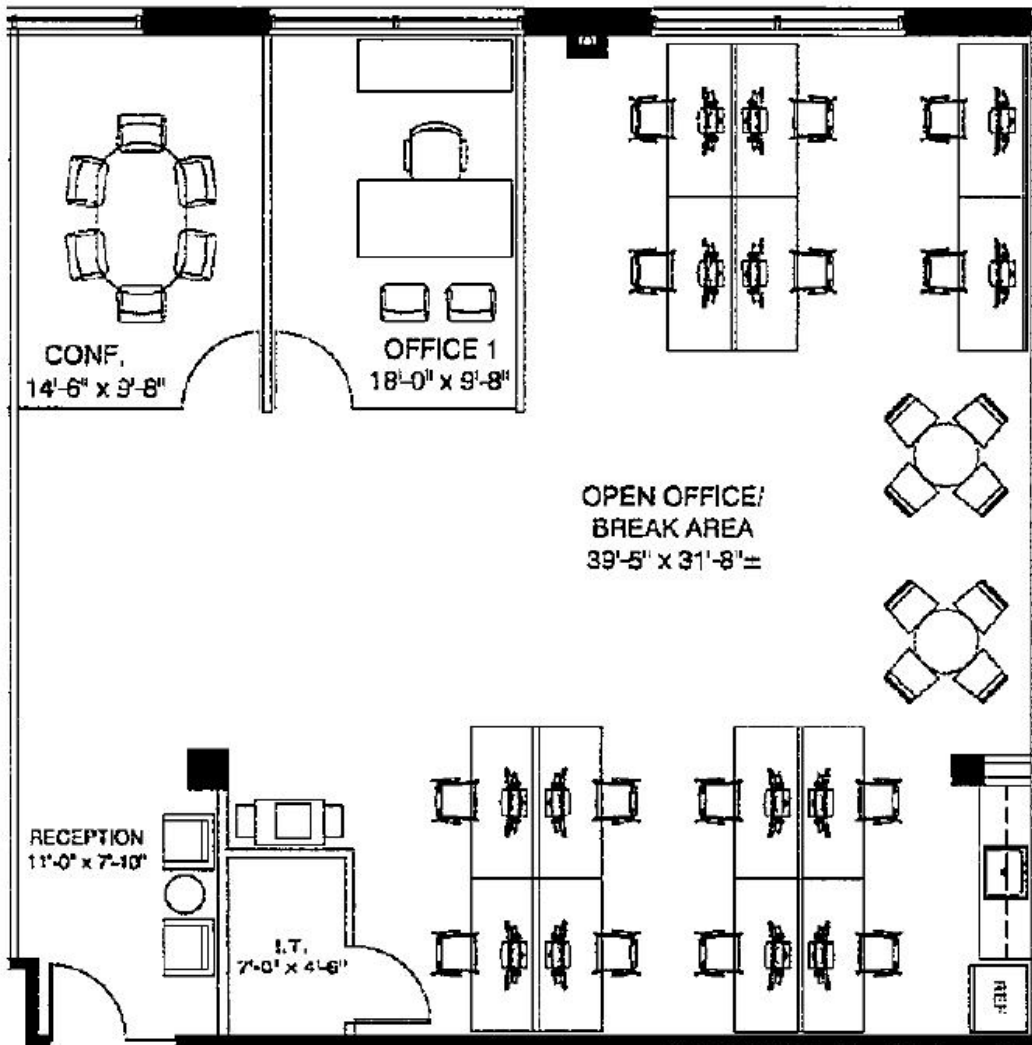 CONF.
14'-6" x 9'-8"
OFFICE 1
18'-0" x 9'-8"
OPEN OFFICE/
BREAK AREA
39'-5" x 31'-8"±
RECEPTION
11'-0" x 7'-10"
I.T.
7'-0" x 4'-6"
REF